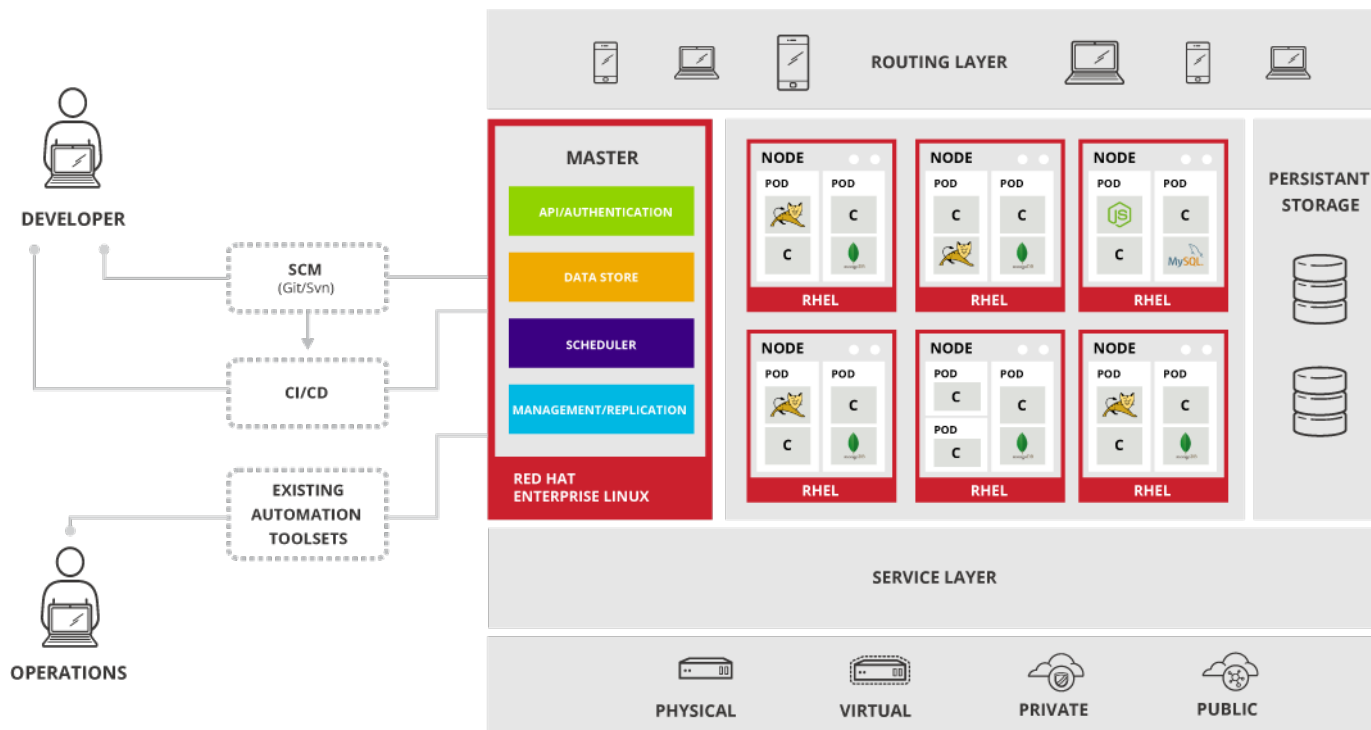 ROUTING LAYER
DEVELOPER
SCM
(Git/Svn)
CI/CD
EXISTING
AUTOMATION
TOOLSETS
OPERATIONS
MASTER
API/AUTHENTICATION
DATA STORE
SCHEDULER
MANAGEMENT/REPLICATION
RED HAT
ENTERPRISE LINUX
NODE
POD POD
C
C
RHEL
NODE
POD POD
C C
RHEL
NODE
POD POD
JS C
C MySQL
RHEL
NODE
POD POD
C
C
RHEL
NODE
POD POD
C C
POD
C
RHEL
NODE
POD POD
C
C
RHEL
PERSISTANT
STORAGE
SERVICE LAYER
PHYSICAL
VIRTUAL
PRIVATE
PUBLIC